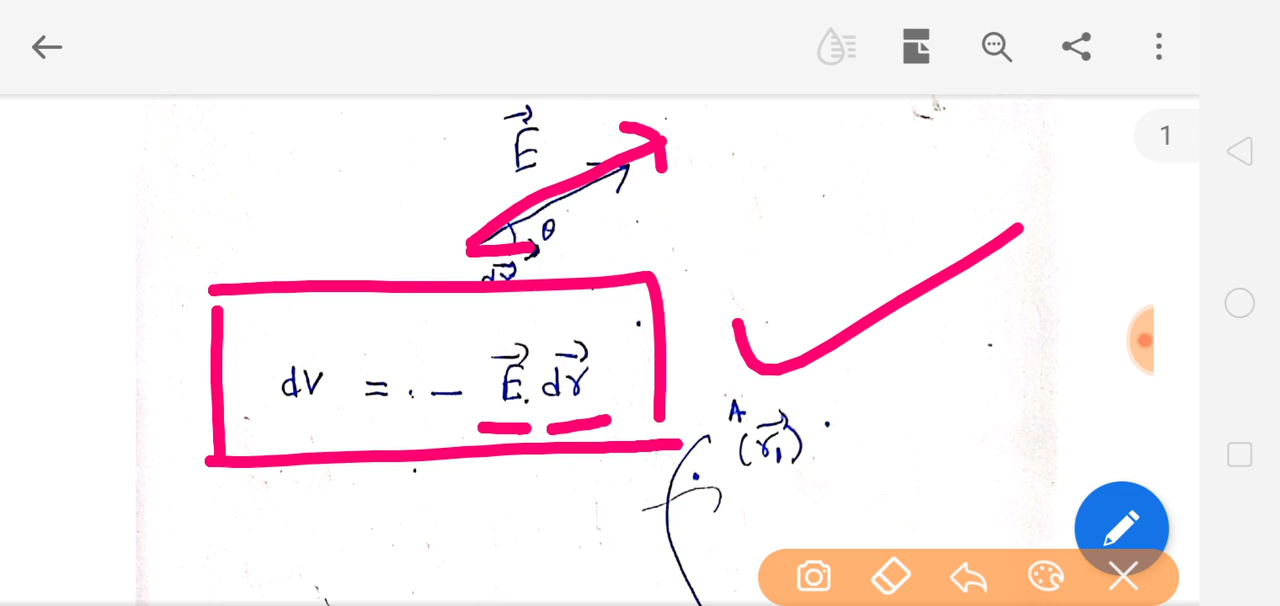 1
E⃗
θ
dr⃗
dV = - E⃗ . dr⃗
A
(r⃗₁)